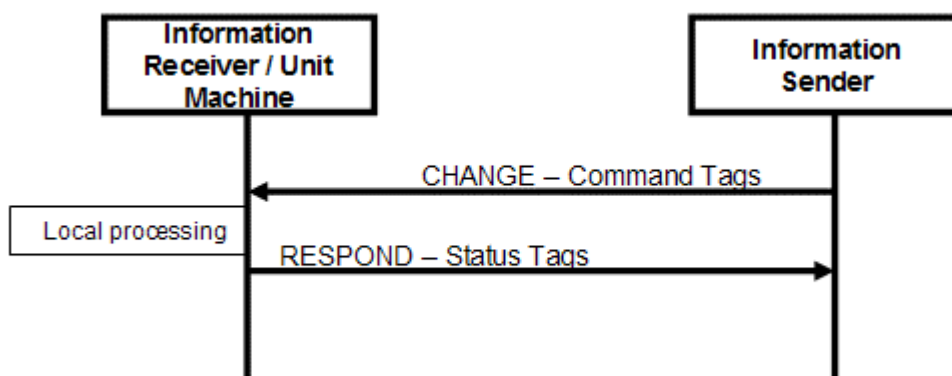 Information
Receiver / Unit
Machine
Information
Sender
CHANGE – Command Tags
Local processing
RESPOND – Status Tags